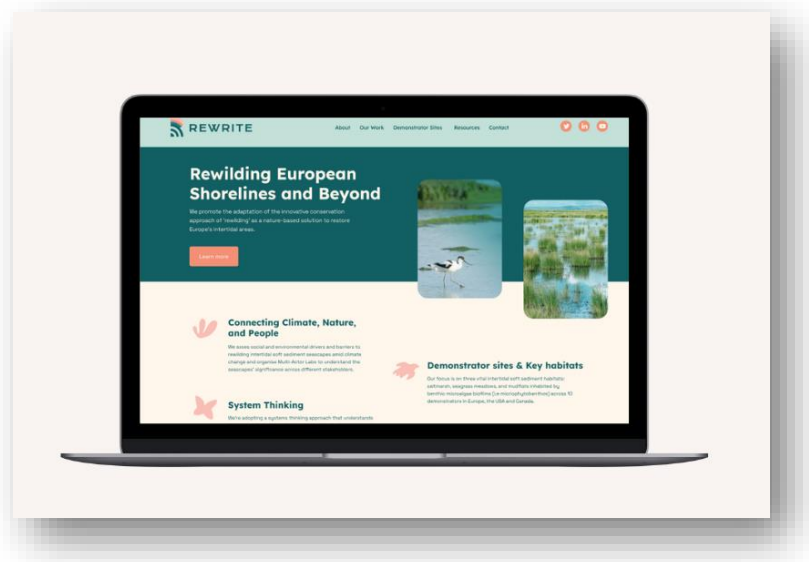 REWRITE
About Our Work Demonstrator Sites Resources Contact
Rewilding European
Shorelines and Beyond
We promote the adaptation of the innovative conservation
approach of 'rewilding' as a nature-based solution to restore
Europe's intertidal areas.
Learn more
Connecting Climate, Nature,
and People
We asses social and environmental drivers and barriers to
rewilding intertidal soft sediment seascapes amid climate
change and organise Multi-Actor Labs to understand the
seascapes' significance across different stakeholders.
Demonstrator sites & Key habitats
Our focus is on three vital intertidal soft sediment habitats:
saltmarsh, seagrass meadows, and mudflats inhabited by
benthic microalgae biofilms (i.e microphytobenthos) across 10
demonstrators in Europe, the USA and Canada.
System Thinking
We're adopting a systems thinking approach that understands